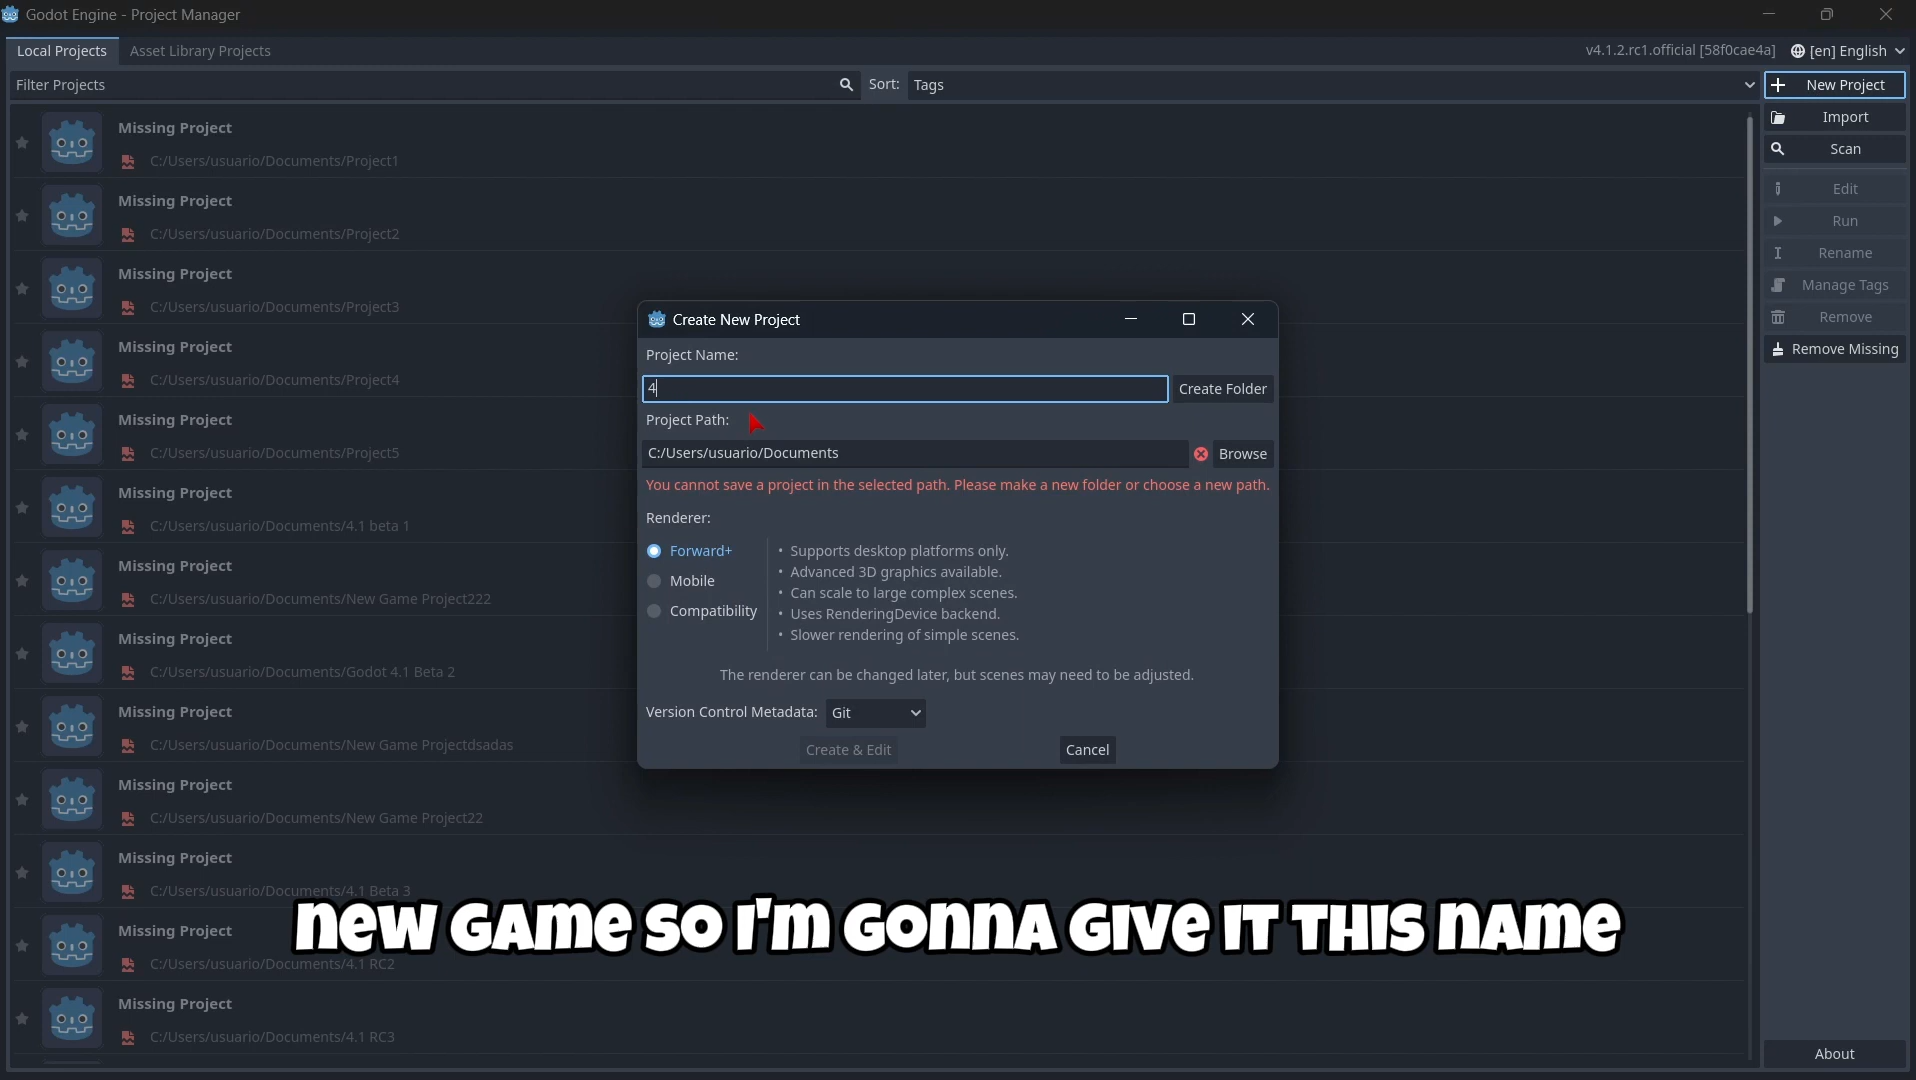 Godot Engine - Project Manager
Local Projects
Asset Library Projects
v4.1.2.rc1.official [58f0cae4a]
[en] English
Filter Projects
Sort:
Tags
New Project
Import
Scan
Edit
Run
Rename
Manage Tags
Remove
Remove Missing
Missing Project
C:/Users/usuario/Documents/Project1
Missing Project
C:/Users/usuario/Documents/Project2
Missing Project
C:/Users/usuario/Documents/Project3
Missing Project
C:/Users/usuario/Documents/Project4
Missing Project
C:/Users/usuario/Documents/Project5
Missing Project
C:/Users/usuario/Documents/4.1 beta 1
Missing Project
C:/Users/usuario/Documents/New Game Project222
Missing Project
C:/Users/usuario/Documents/Godot 4.1 Beta 2
Missing Project
C:/Users/usuario/Documents/New Game Projectdsadas
Missing Project
C:/Users/usuario/Documents/New Game Project22
Missing Project
C:/Users/usuario/Documents/4.1 Beta 3
Missing Project
C:/Users/usuario/Documents/4.1 RC2
Missing Project
C:/Users/usuario/Documents/4.1 RC3
Create New Project
Project Name:
4
Create Folder
Project Path:
C:/Users/usuario/Documents
Browse
You cannot save a project in the selected path. Please make a new folder or choose a new path.
Renderer:
Forward+
Mobile
Compatibility
• Supports desktop platforms only.
• Advanced 3D graphics available.
• Can scale to large complex scenes.
• Uses RenderingDevice backend.
• Slower rendering of simple scenes.
The renderer can be changed later, but scenes may need to be adjusted.
Version Control Metadata:
Git
Create & Edit
Cancel
new game so i'm gonna give it this name
About